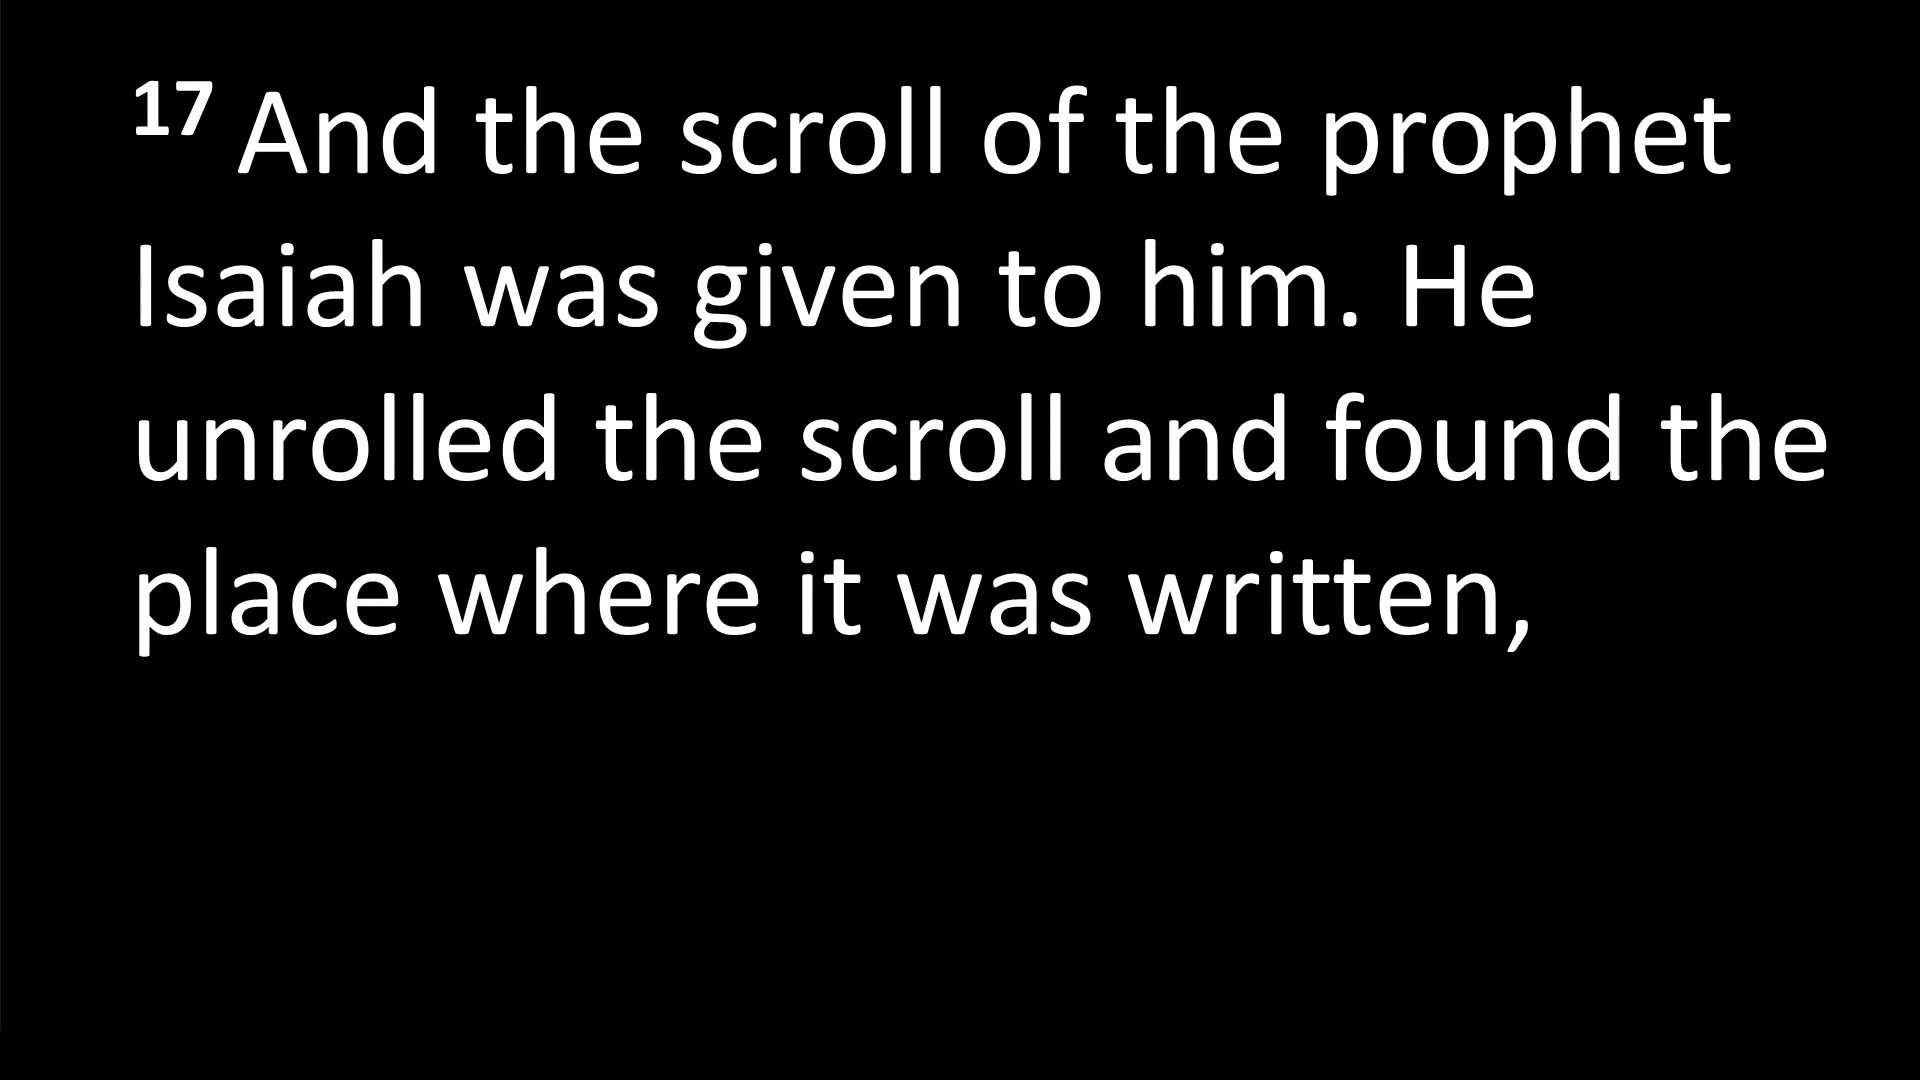 17 And the scroll of the prophet
Isaiah was given to him. He
unrolled the scroll and found the
place where it was written,